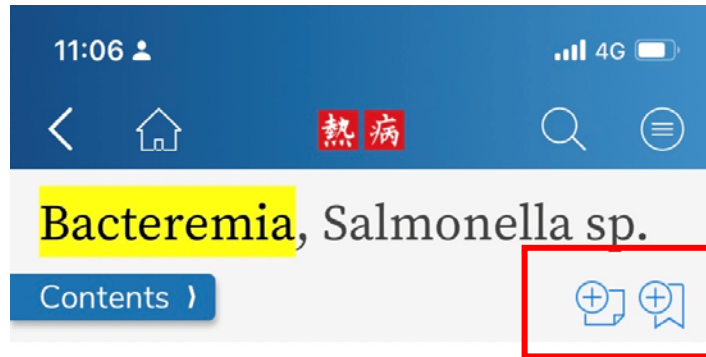 11:06 4G
熱病
Bacteremia, Salmonella sp.
Contents ⟩